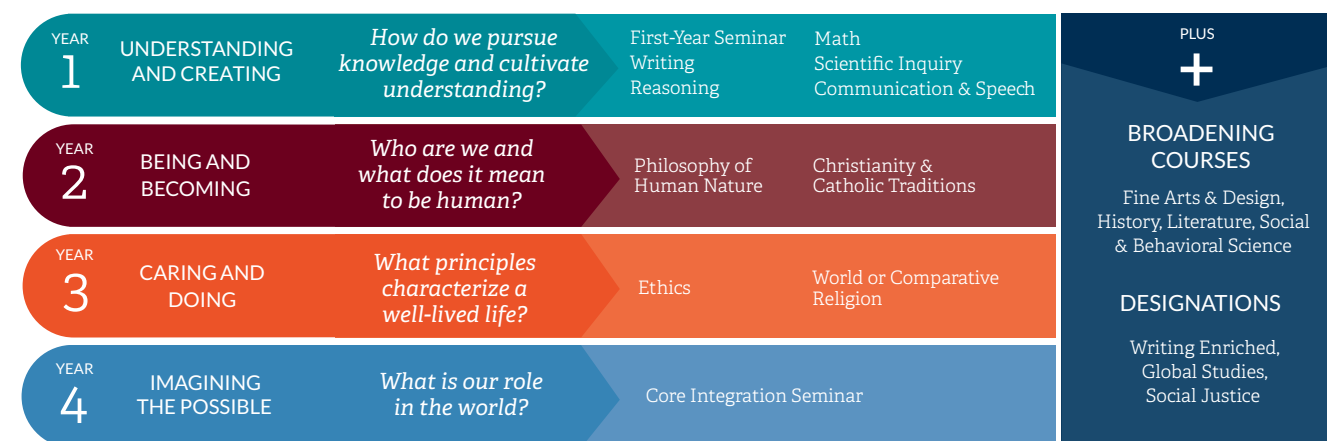 YEAR
1
UNDERSTANDING
AND CREATING
How do we pursue
knowledge and cultivate
understanding?
First-Year Seminar
Writing
Reasoning
Math
Scientific Inquiry
Communication & Speech
YEAR
2
BEING AND
BECOMING
Who are we and
what does it mean
to be human?
Philosophy of
Human Nature
Christianity &
Catholic Traditions
YEAR
3
CARING AND
DOING
What principles
characterize a
well-lived life?
Ethics
World or Comparative
Religion
YEAR
4
IMAGINING
THE POSSIBLE
What is our role
in the world?
Core Integration Seminar
PLUS
+
BROADENING
COURSES
Fine Arts & Design,
History, Literature, Social
& Behavioral Science
DESIGNATIONS
Writing Enriched,
Global Studies,
Social Justice